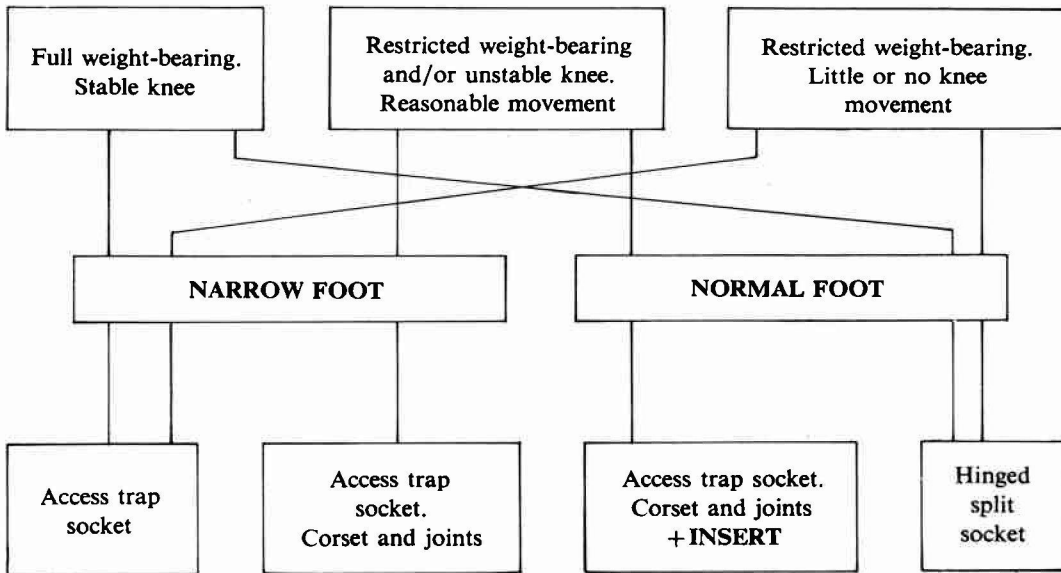 Full weight-bearing.
Stable knee
Restricted weight-bearing
and/or unstable knee.
Reasonable movement
Restricted weight-bearing.
Little or no knee
movement
NARROW FOOT
NORMAL FOOT
Access trap
socket
Access trap
socket.
Corset and joints
Access trap socket.
Corset and joints
+INSERT
Hinged
split
socket